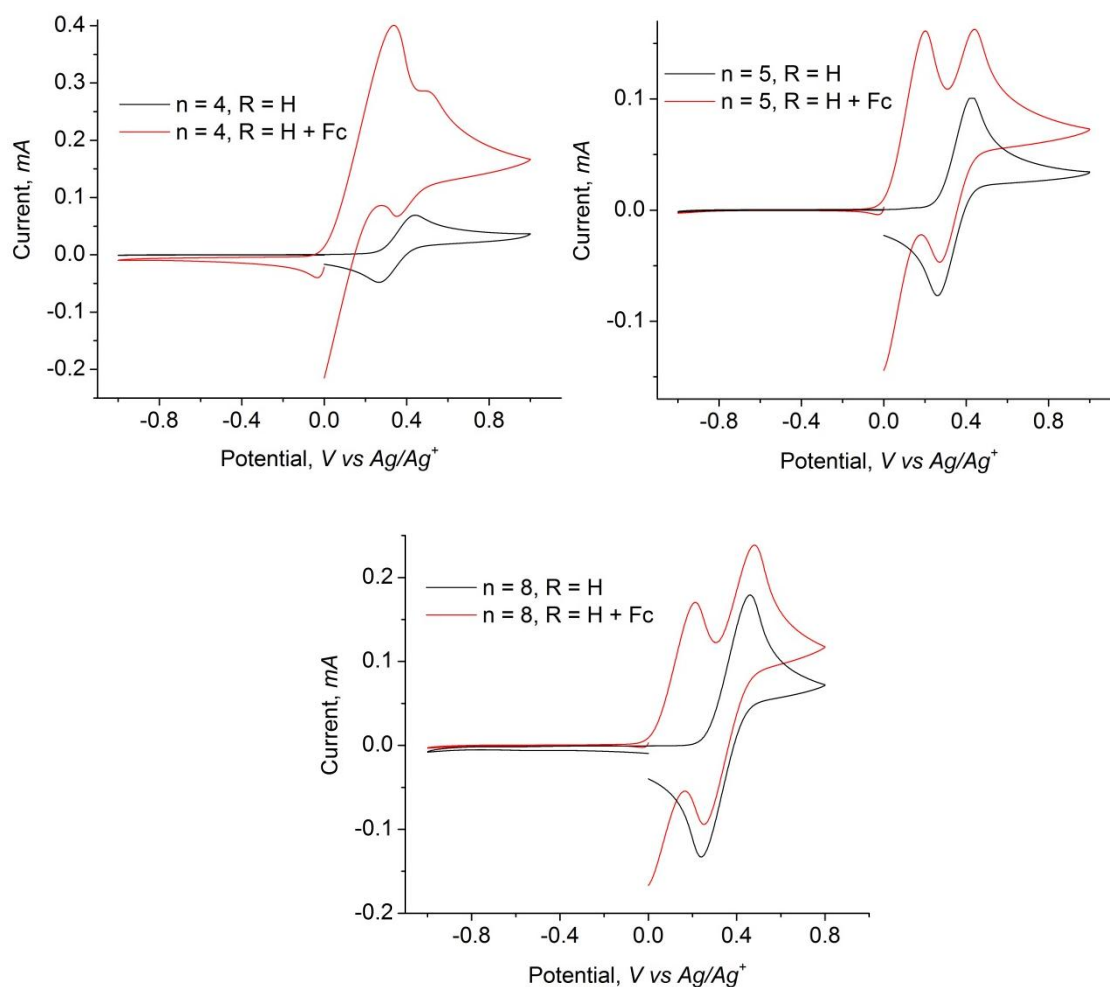 n = 4, R = H
n = 4, R = H + Fc
Current, mA
0.4
0.3
0.2
0.1
0.0
-0.1
-0.2
-0.8
-0.4
0.0
0.4
0.8
Potential, V vs Ag/Ag⁺
n = 5, R = H
n = 5, R = H + Fc
Current, mA
0.1
0.0
-0.1
-0.8
-0.4
0.0
0.4
0.8
Potential, V vs Ag/Ag⁺
n = 8, R = H
n = 8, R = H + Fc
Current, mA
0.2
0.1
0.0
-0.1
-0.2
-0.8
-0.4
0.0
0.4
0.8
Potential, V vs Ag/Ag⁺